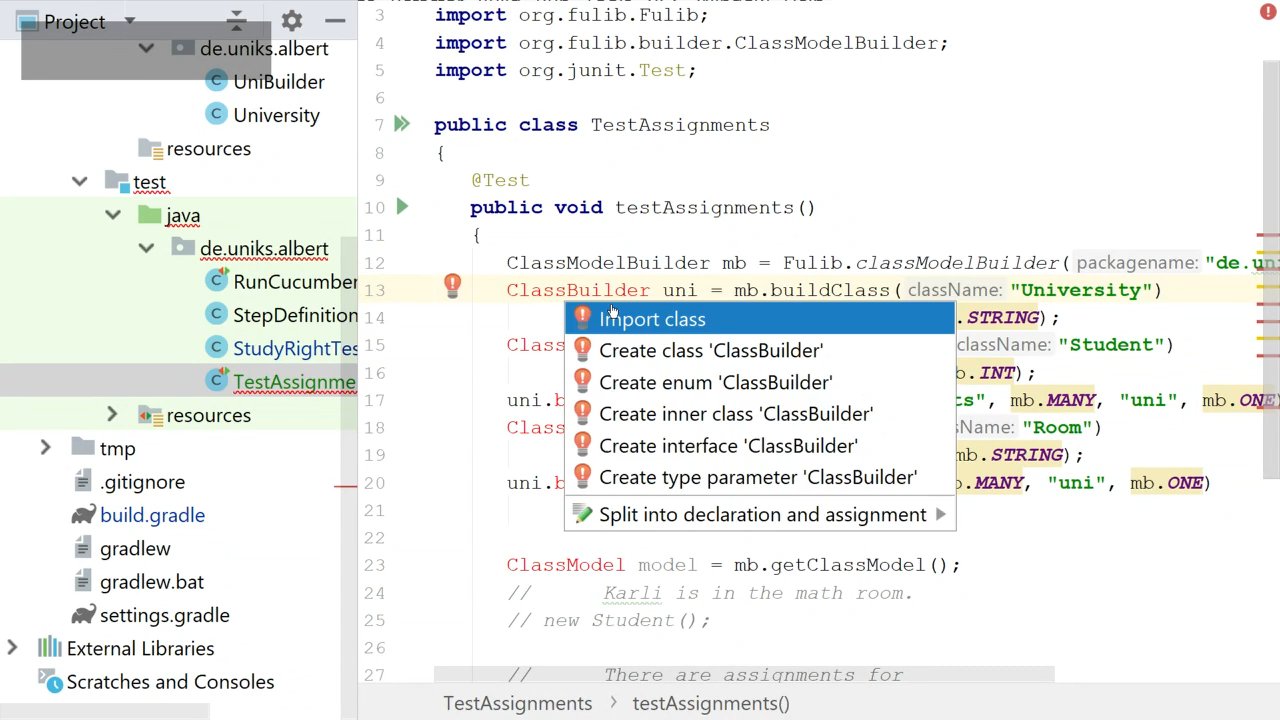 Project
de.uniks.albert
UniBuilder
University
resources
test
java
de.uniks.albert
RunCucumber
StepDefinition
StudyRightTes
TestAssignme
resources
tmp
.gitignore
build.gradle
gradlew
gradlew.bat
settings.gradle
External Libraries
Scratches and Consoles
3 import org.fulib.Fulib;
4 import org.fulib.builder.ClassModelBuilder;
5 import org.junit.Test;
6
7 public class TestAssignments
8 {
9 @Test
10 public void testAssignments()
11 {
12 ClassModelBuilder mb = Fulib.classModelBuilder( packagename: "de.uni
13 ClassBuilder uni = mb.buildClass( className: "University")
14 .STRING);
15 Class className: "Student")
16 b.INT);
17 uni.b ts", mb.MANY, "uni", mb.ONE
18 Class sName: "Room")
19 mb.STRING);
20 uni.b b.MANY, "uni", mb.ONE)
21
22
23 ClassModel model = mb.getClassModel();
24 // Karli is in the math room.
25 // new Student();
26
27 // There are assignments for
Import class
Create class 'ClassBuilder'
Create enum 'ClassBuilder'
Create inner class 'ClassBuilder'
Create interface 'ClassBuilder'
Create type parameter 'ClassBuilder'
Split into declaration and assignment
TestAssignments > testAssignments()